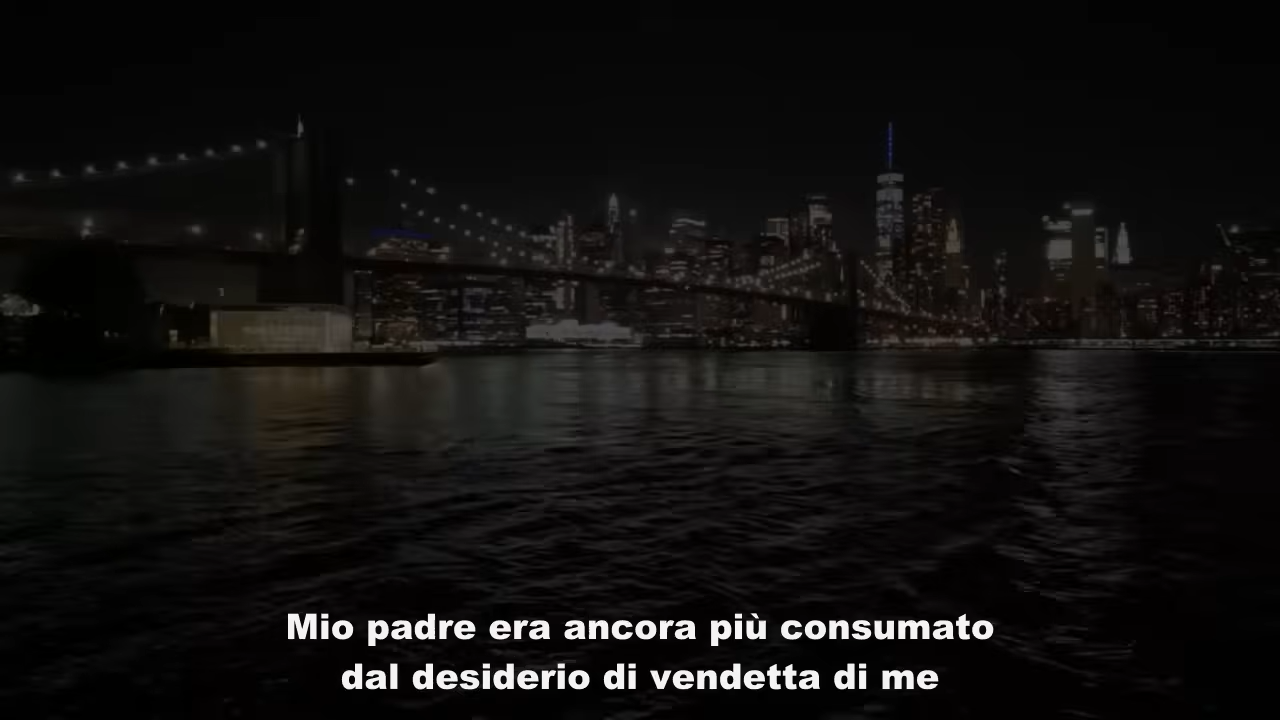 Mio padre era ancora più consumato
dal desiderio di vendetta di me